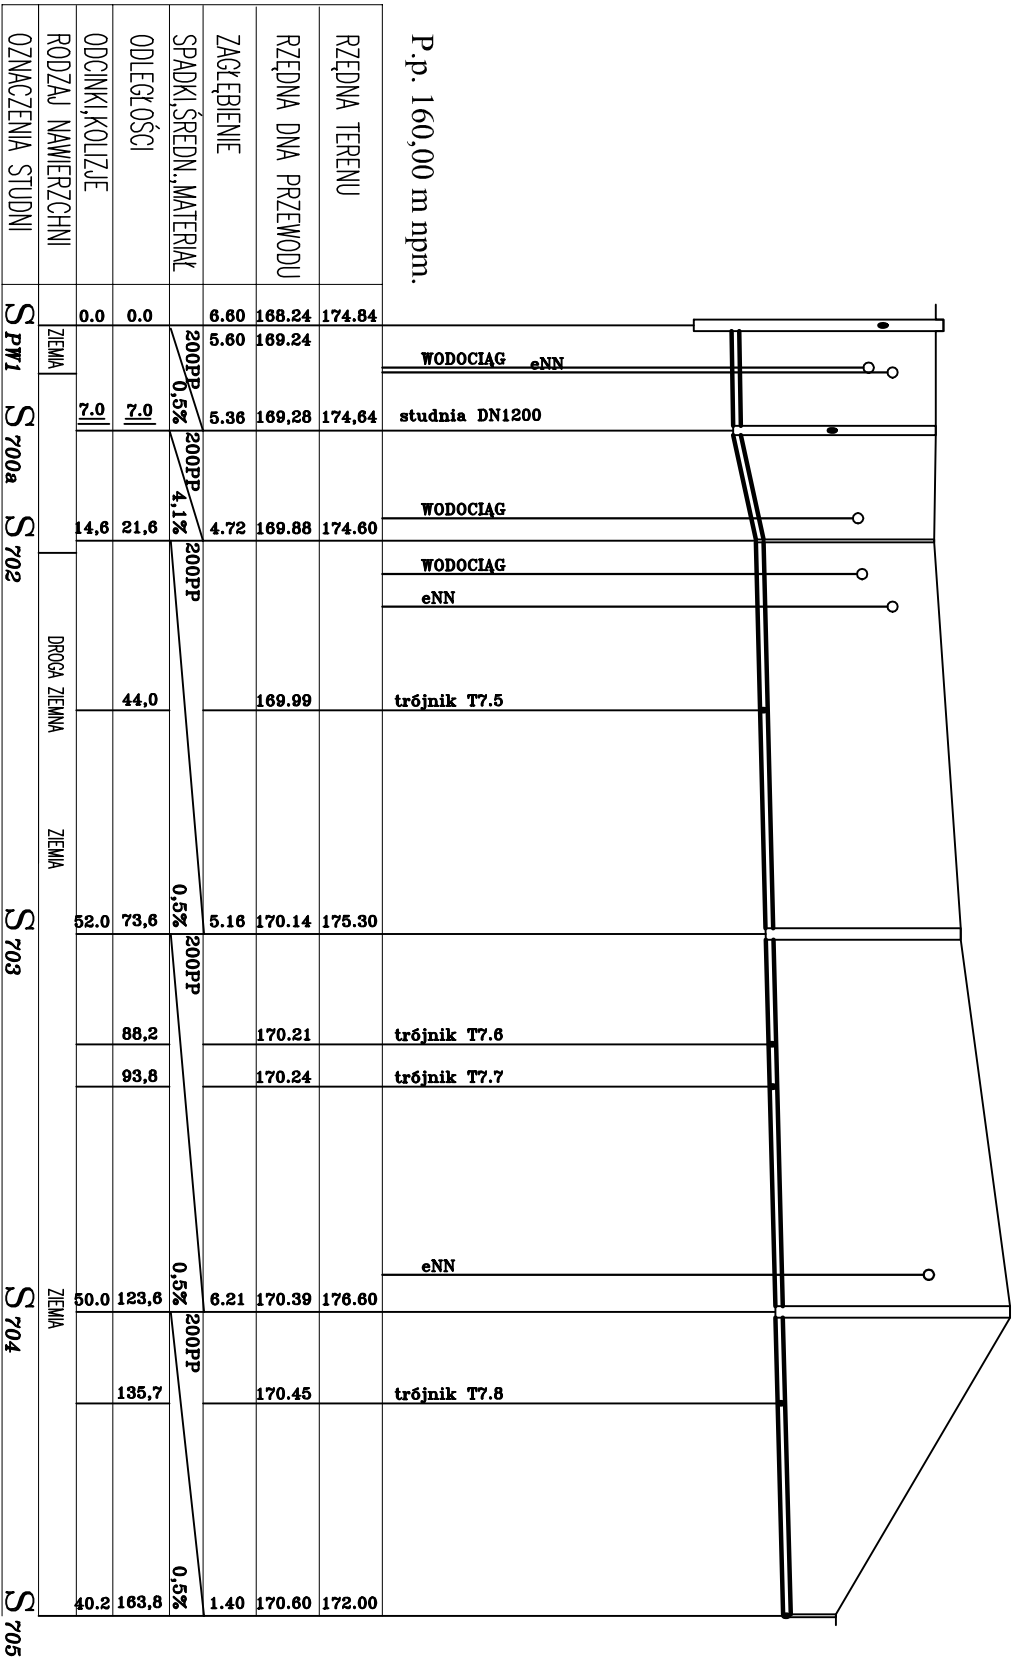 P.p. 160,00 m npm.
WODOCIĄG
eNN
studnia DN1200
WODOCIĄG
WODOCIĄG
eNN
trójnik T7.5
trójnik T7.6
trójnik T7.7
eNN
trójnik T7.8
RZĘDNA TERENU 174.84 174,64 174.60 175.30 176.60 172.00
RZĘDNA DNA PRZEWODU 168.24 169.24 169,28 169.88 169.99 170.14 170.21 170.24 170.39 170.45 170.60
ZAGŁĘBIENIE 6.60 5.60 5.36 4.72 5.16 6.21 1.40
SPADKI,ŚREDN.,MATERIAŁ 200PP 0,5% 200PP 4,1% 200PP 0,5% 200PP 0,5% 200PP 0,5%
ODLEGŁOŚCI 0.0 7.0 21,6 44,0 73,6 88,2 93,8 123,6 135,7 163,8
ODCINKI,KOLIZJE 0.0 7.0 14,6 52.0 50.0 40.2
RODZAJ NAWIERZCHNI ZIEMIA DROGA ZIEMNA ZIEMIA ZIEMIA
OZNACZENIA STUDNI S PW1 S 700a S 702 S 703 S 704 S 705